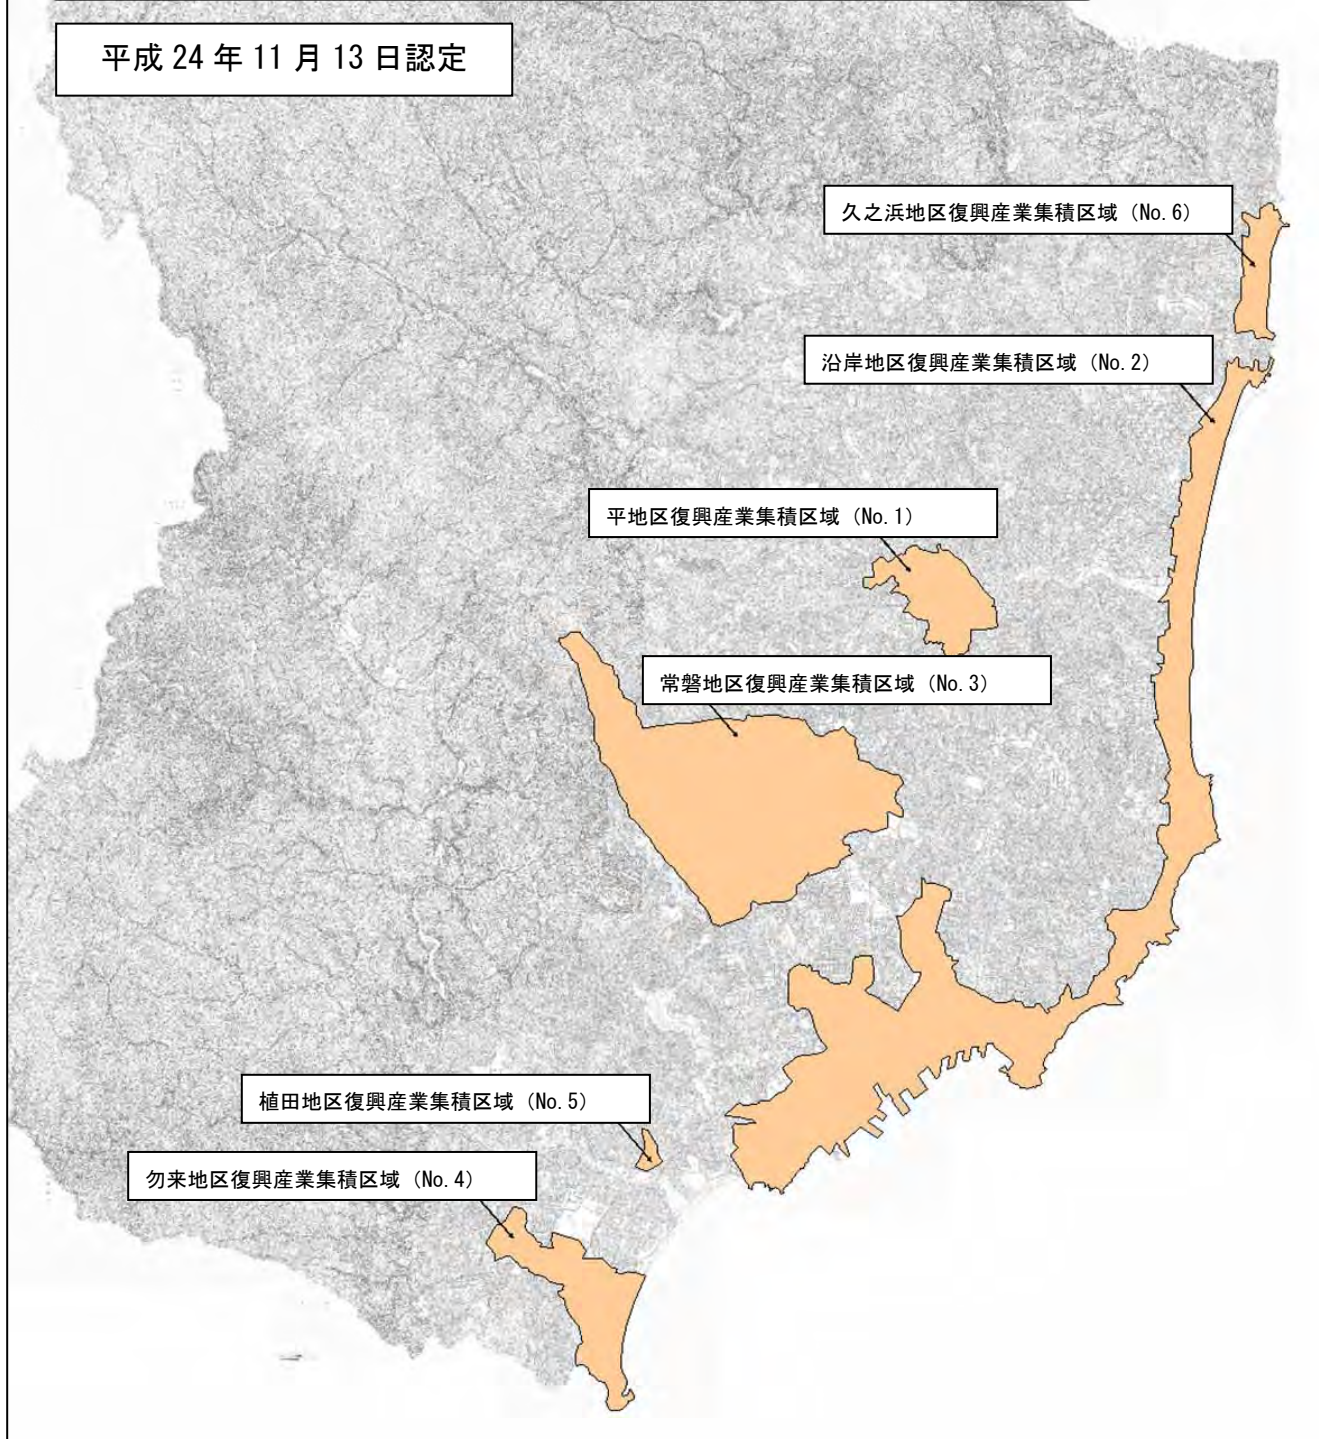 平成 24 年 11 月 13 日認定
久之浜地区復興産業集積区域（No. 6）
沿岸地区復興産業集積区域（No. 2）
平地区復興産業集積区域（No. 1）
常磐地区復興産業集積区域（No. 3）
植田地区復興産業集積区域（No. 5）
勿来地区復興産業集積区域（No. 4）